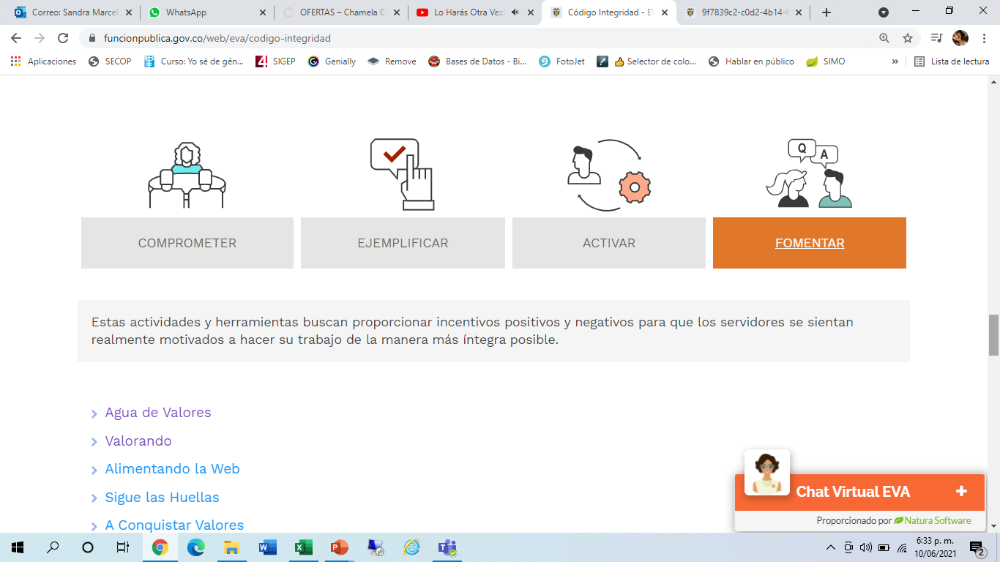 Correo: Sandra Marcel
WhatsApp
OFERTAS – Chamela C
Lo Harás Otra Vez
Código Integridad - EV
9f7839c2-c0d2-4b14-6
funcionpublica.gov.co/web/eva/codigo-integridad
Aplicaciones
SECOP
Curso: Yo sé de gén...
SIGEP
Genially
Remove
Bases de Datos - Bi...
FotoJet
Selector de colo...
Hablar en público
SIMO
»
Lista de lectura
Q
A
COMPROMETER
EJEMPLIFICAR
ACTIVAR
FOMENTAR
Estas actividades y herramientas buscan proporcionar incentivos positivos y negativos para que los servidores se sientan
realmente motivados a hacer su trabajo de la manera más íntegra posible.
Agua de Valores
Valorando
Alimentando la Web
Sigue las Huellas
A Conquistar Valores
Chat Virtual EVA +
Proporcionado por Natura Software
6:33 p. m.
10/06/2021
2